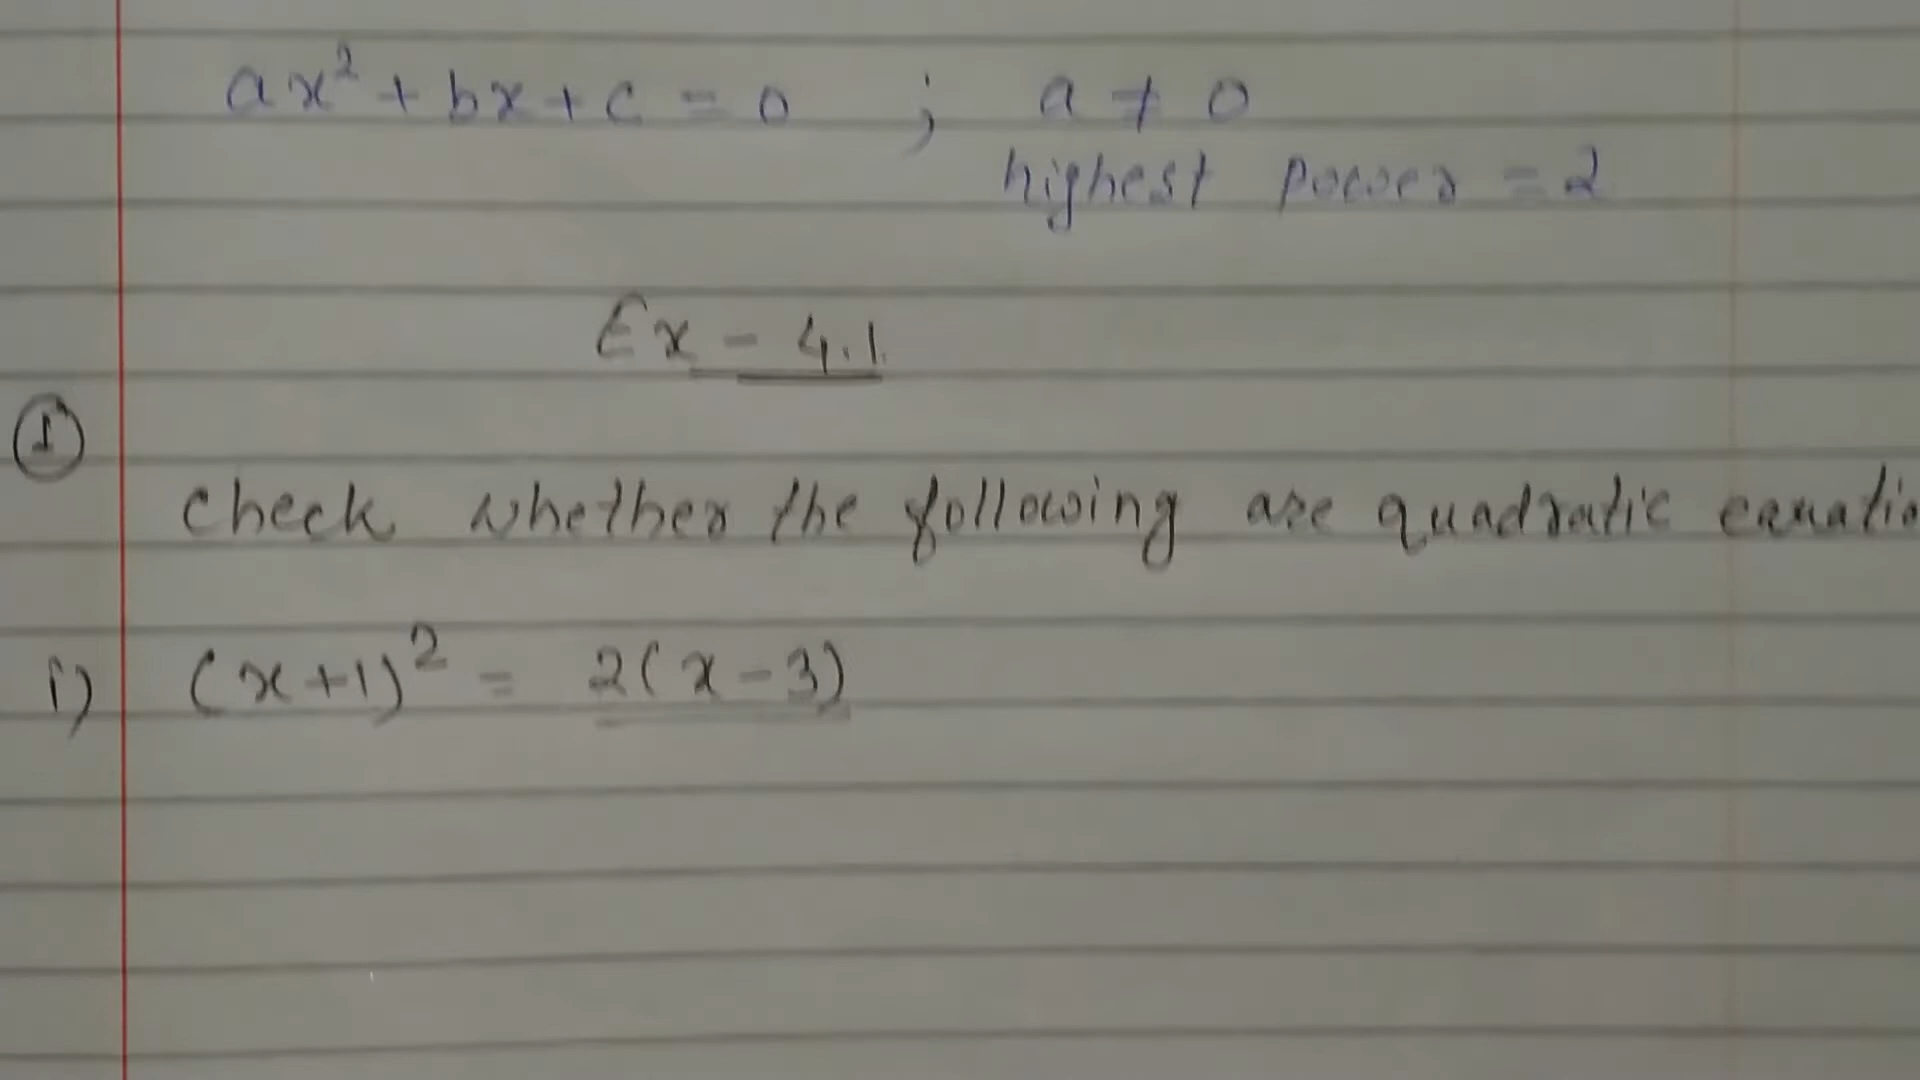 ax² + bx + c = 0 ; a ≠ 0
highest power = 2
Ex - 4.1
① check whether the following are quadratic equatio
i) (x+1)² = 2(x-3)